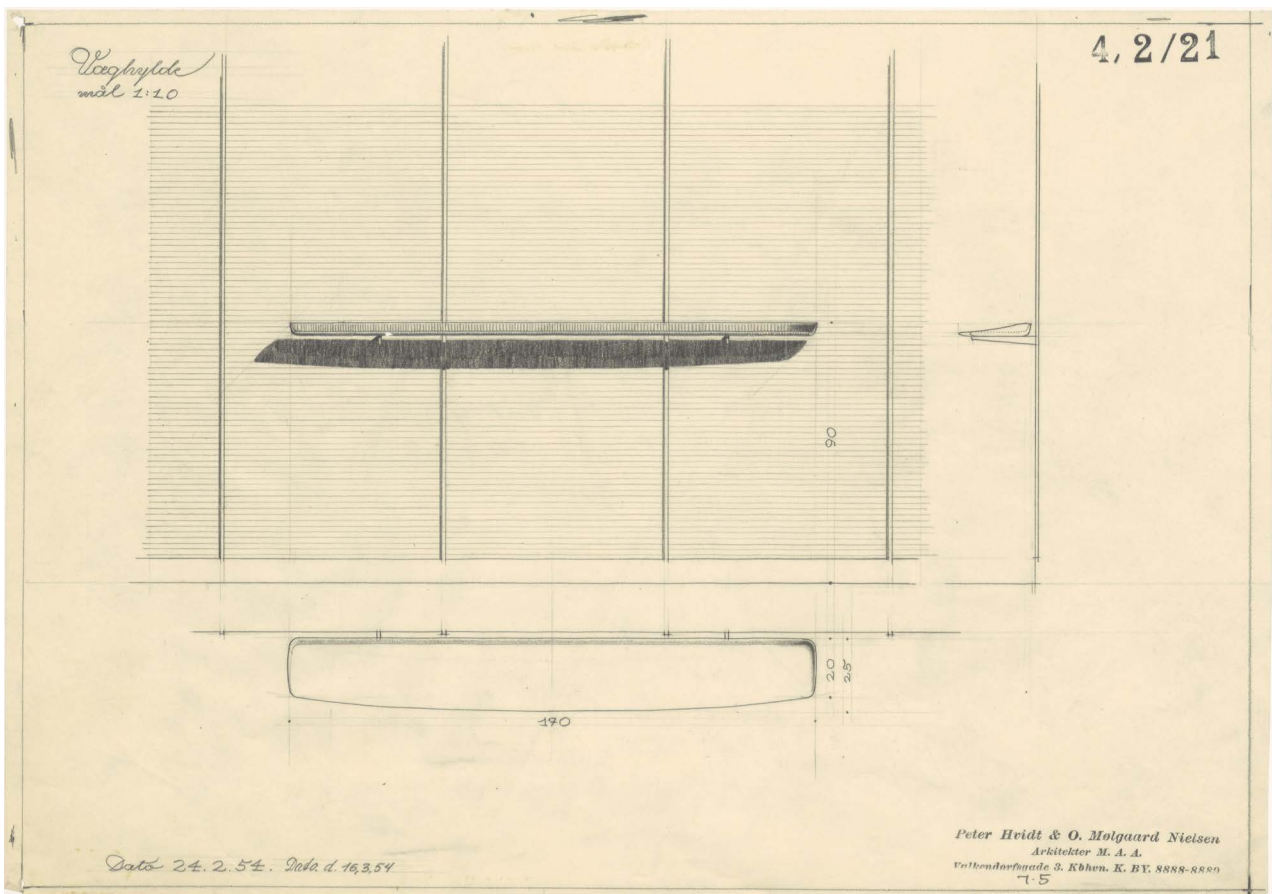 Væghylde
mål 1:10
4, 2/21
90
20
25
170
Dato 24.2.54. Dato. d. 16,3,54
Peter Hvidt & O. Mølgaard Nielsen
Arkitekter M. A. A.
Valkendorfsgade 3. Kbhvn. K. BY. 8888-8889
7.5